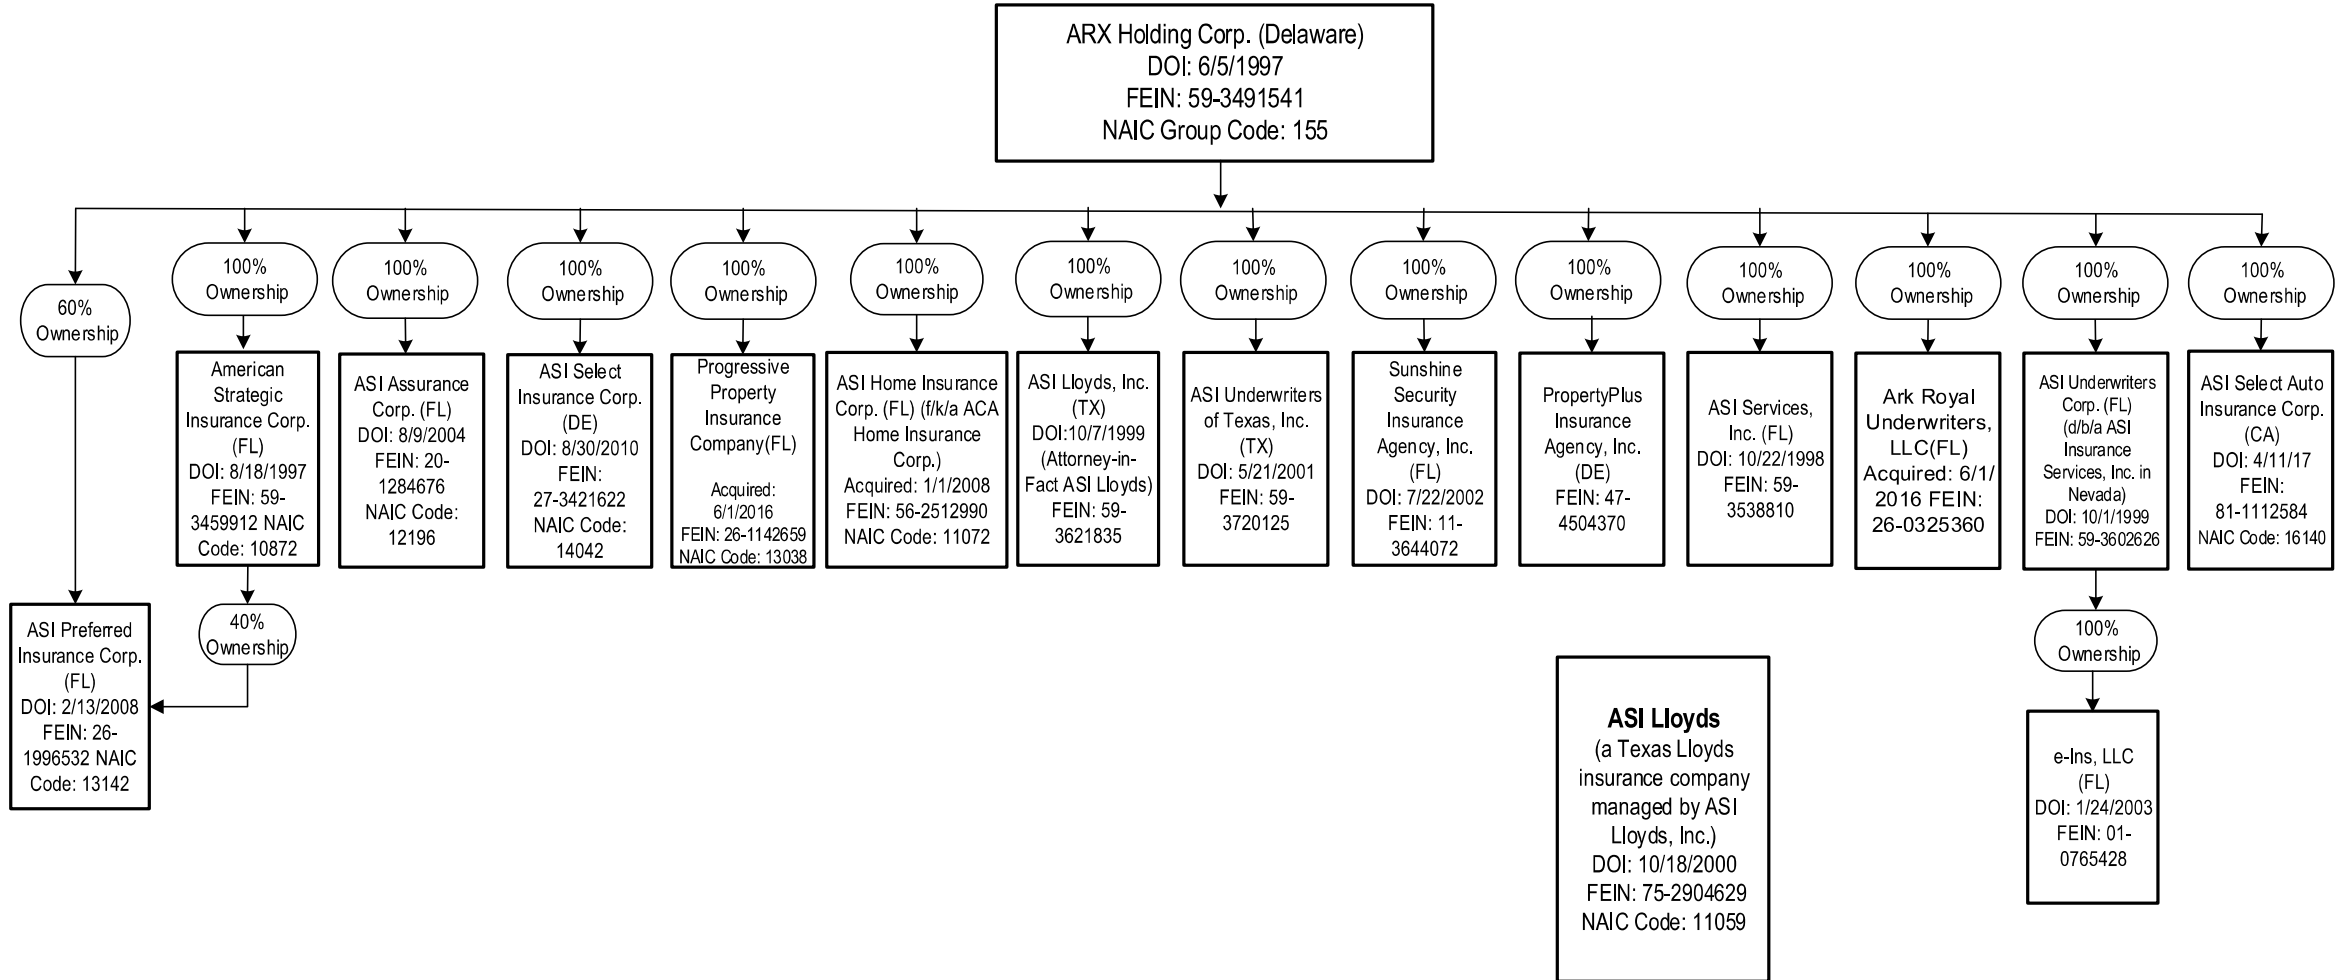 ARX Holding Corp. (Delaware)
DOI: 6/5/1997
FEIN: 59-3491541
NAIC Group Code: 155
60%
Ownership
100%
Ownership
100%
Ownership
100%
Ownership
100%
Ownership
100%
Ownership
100%
Ownership
100%
Ownership
100%
Ownership
100%
Ownership
100%
Ownership
100%
Ownership
100%
Ownership
100%
Ownership
American
Strategic
Insurance Corp.
(FL)
DOI: 8/18/1997
FEIN: 59-
3459912 NAIC
Code: 10872
ASI Assurance
Corp. (FL)
DOI: 8/9/2004
FEIN: 20-
1284676
NAIC Code:
12196
ASI Select
Insurance Corp.
(DE)
DOI: 8/30/2010
FEIN:
27-3421622
NAIC Code:
14042
Progressive
Property
Insurance
Company(FL)
Acquired:
6/1/2016
FEIN: 26-1142659
NAIC Code: 13038
ASI Home Insurance
Corp. (FL) (f/k/a ACA
Home Insurance
Corp.)
Acquired: 1/1/2008
FEIN: 56-2512990
NAIC Code: 11072
ASI Lloyds, Inc.
(TX)
DOI:10/7/1999
(Attorney-in-
Fact ASI Lloyds)
FEIN: 59-
3621835
ASI Underwriters
of Texas, Inc.
(TX)
DOI: 5/21/2001
FEIN: 59-
3720125
Sunshine
Security
Insurance
Agency, Inc.
(FL)
DOI: 7/22/2002
FEIN: 11-
3644072
PropertyPlus
Insurance
Agency, Inc.
(DE)
FEIN: 47-
4504370
ASI Services,
Inc. (FL)
DOI: 10/22/1998
FEIN: 59-
3538810
Ark Royal
Underwriters,
LLC(FL)
Acquired: 6/1/
2016 FEIN:
26-0325360
ASI Underwriters
Corp. (FL)
(d/b/a ASI
Insurance
Services, Inc. in
Nevada)
DOI: 10/1/1999
FEIN: 59-3602626
ASI Select Auto
Insurance Corp.
(CA)
DOI: 4/11/17
FEIN:
81-1112584
NAIC Code: 16140
ASI Preferred
Insurance Corp.
(FL)
DOI: 2/13/2008
FEIN: 26-
1996532 NAIC
Code: 13142
40%
Ownership
ASI Lloyds
(a Texas Lloyds
insurance company
managed by ASI
Lloyds, Inc.)
DOI: 10/18/2000
FEIN: 75-2904629
NAIC Code: 11059
100%
Ownership
e-Ins, LLC
(FL)
DOI: 1/24/2003
FEIN: 01-
0765428